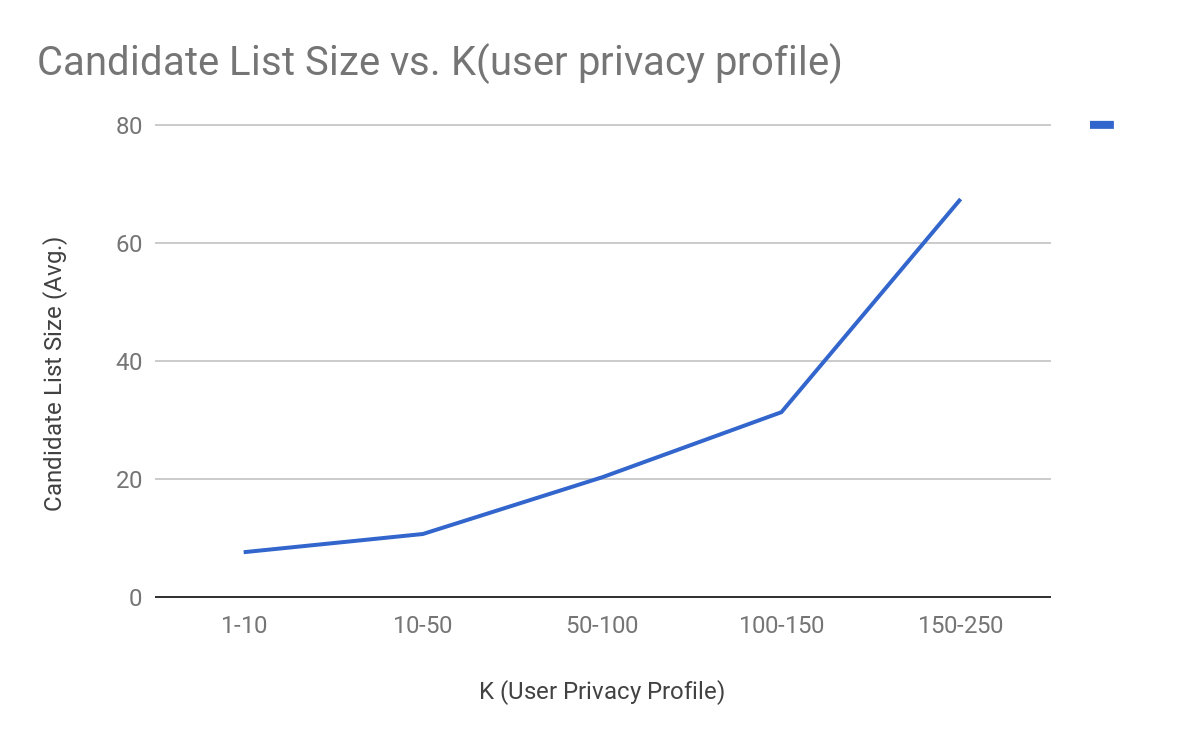 Candidate List Size vs. K(user privacy profile)
80
60
40
20
0
Candidate List Size (Avg.)
1-10 10-50 50-100 100-150 150-250
K (User Privacy Profile)